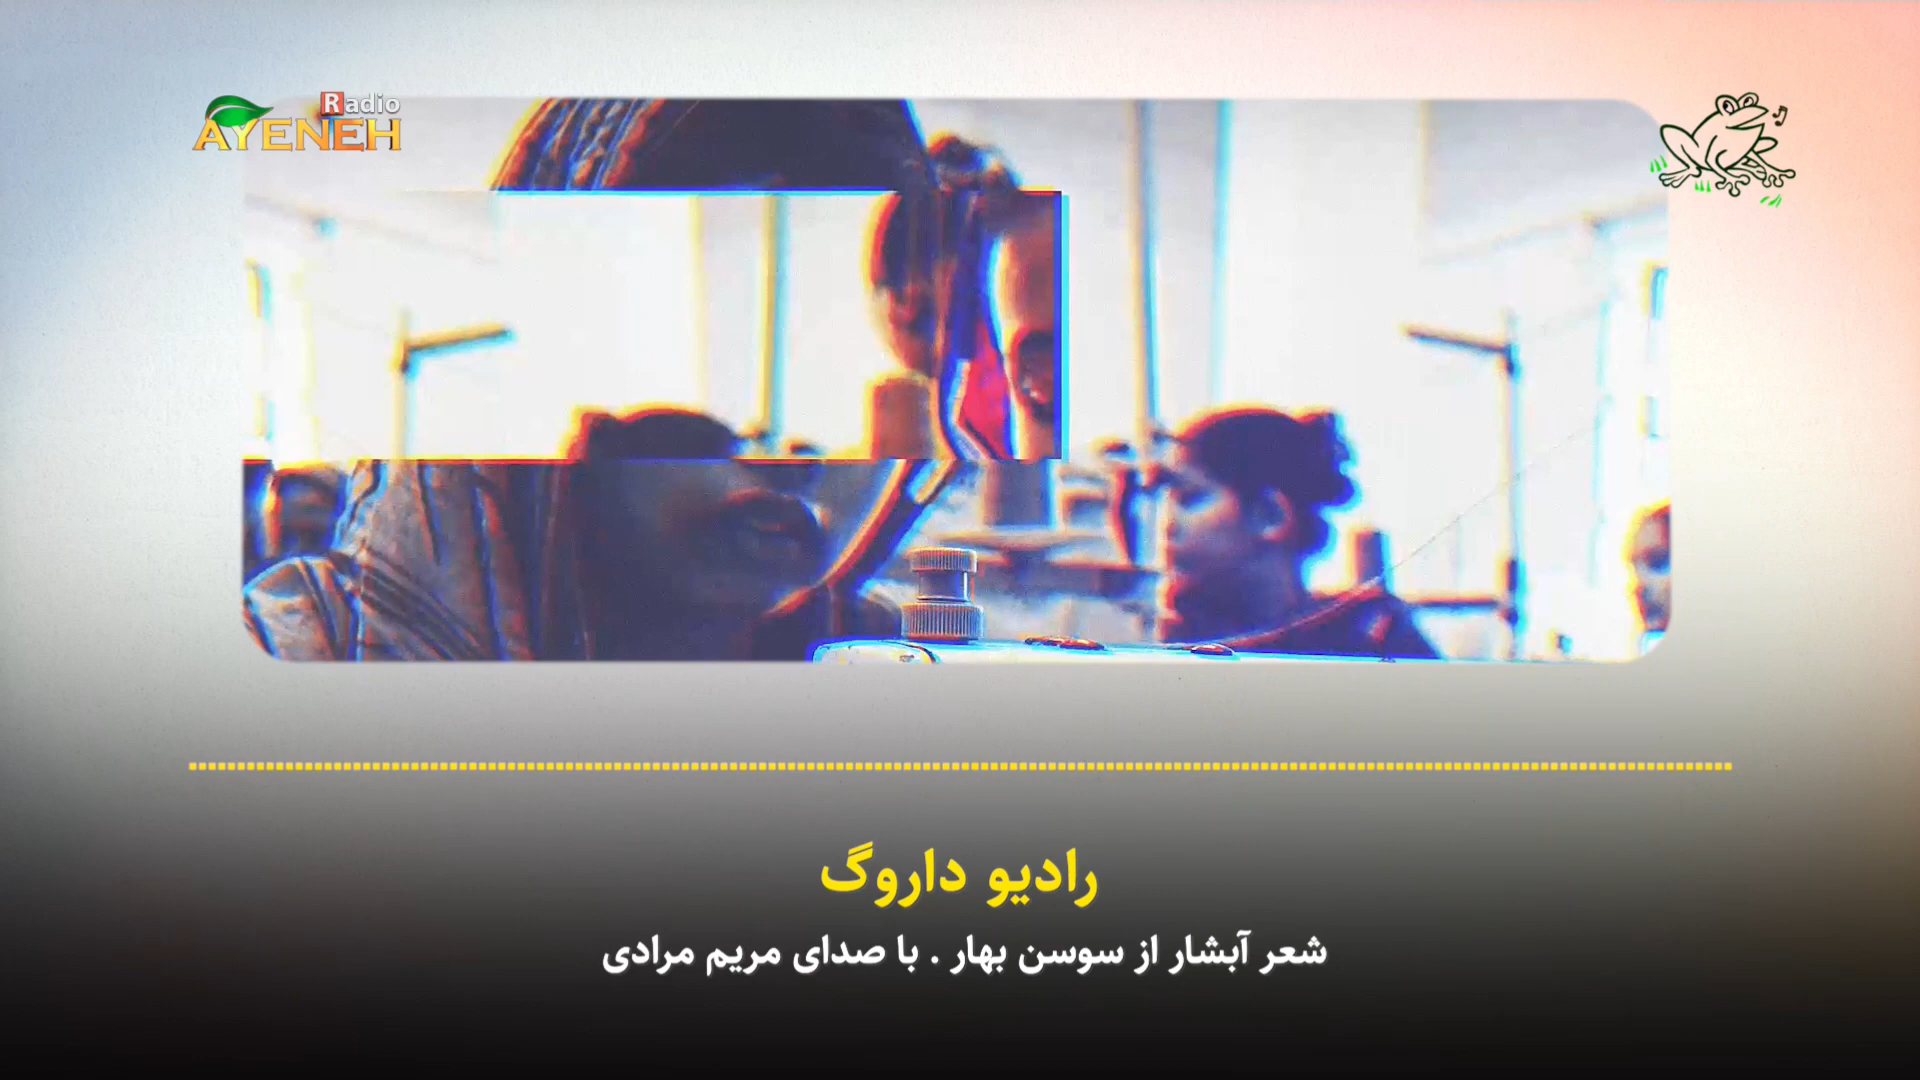 Radio
AYENEH
رادیو داروگ
شعر آبشار از سوسن بهار . با صدای مریم مرادی